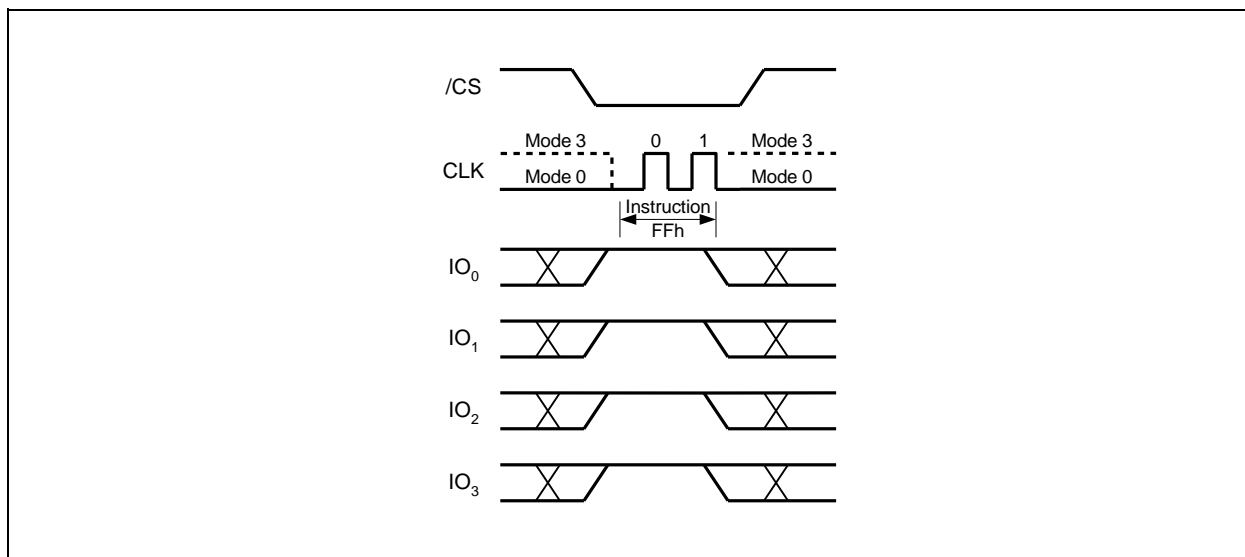 /CS
Mode 3 0 1 Mode 3
CLK
Mode 0 Mode 0
Instruction
FFh
IO0
IO1
IO2
IO3